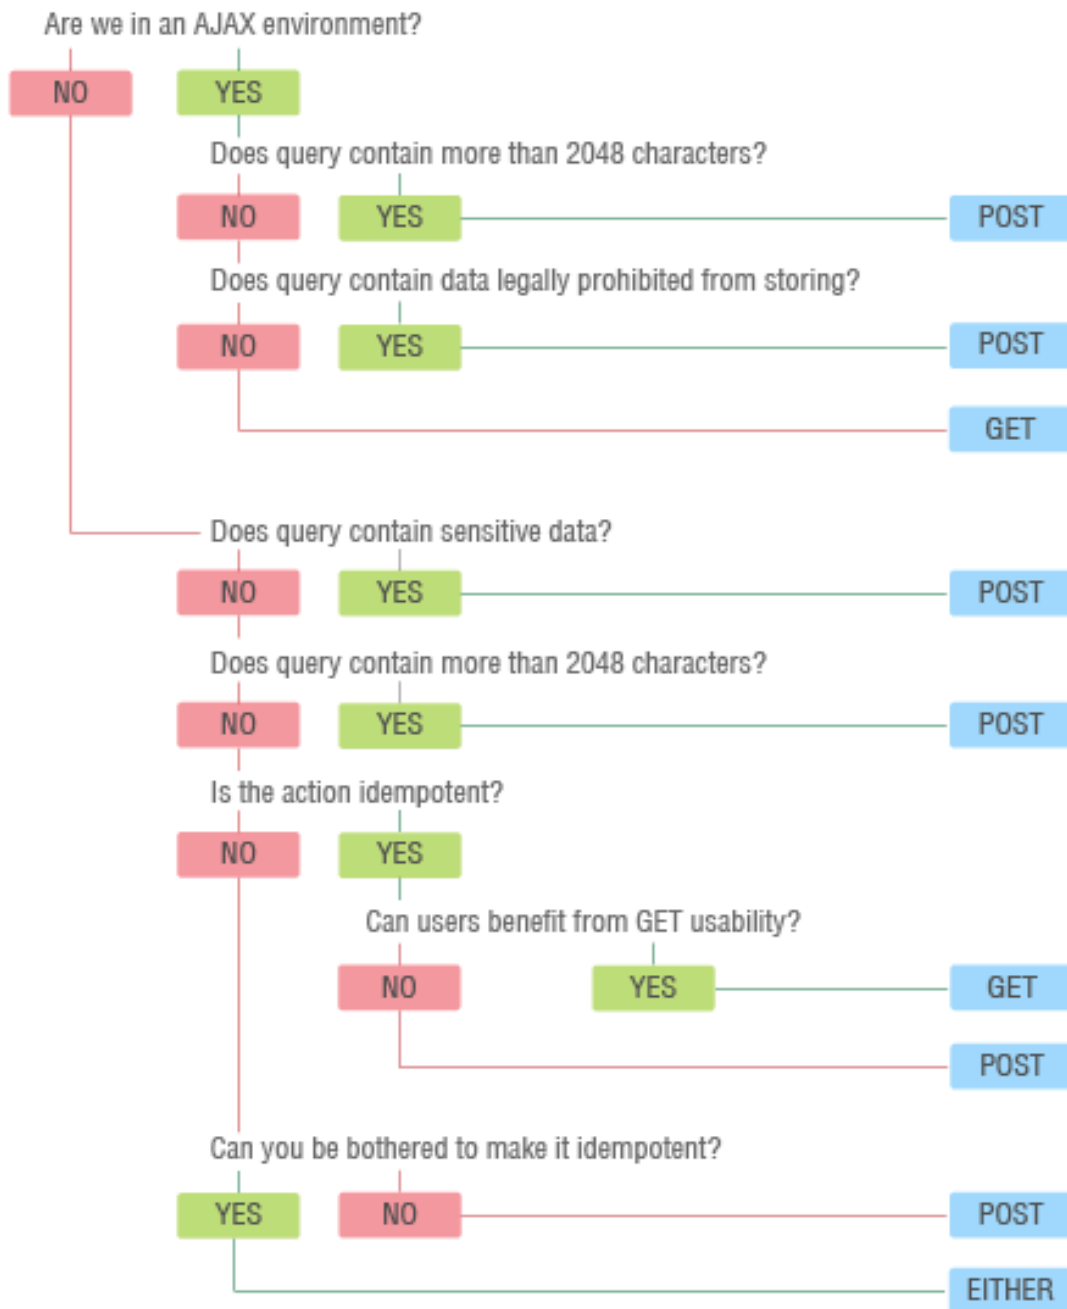 Are we in an AJAX environment?
NO YES
Does query contain more than 2048 characters?
NO YES POST
Does query contain data legally prohibited from storing?
NO YES POST
GET
Does query contain sensitive data?
NO YES POST
Does query contain more than 2048 characters?
NO YES POST
Is the action idempotent?
NO YES
Can users benefit from GET usability?
NO YES GET
POST
Can you be bothered to make it idempotent?
YES NO POST
EITHER